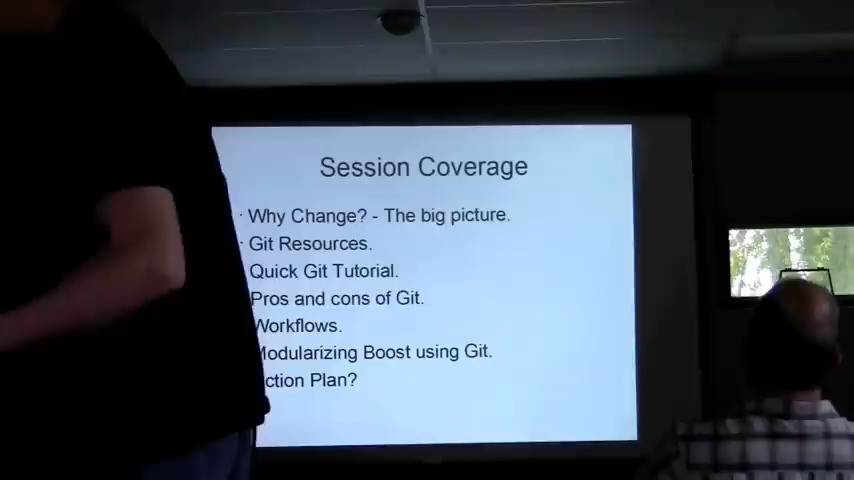 Session Coverage
· Why Change? - The big picture.
· Git Resources.
Quick Git Tutorial.
Pros and cons of Git.
Workflows.
Modularizing Boost using Git.
ction Plan?